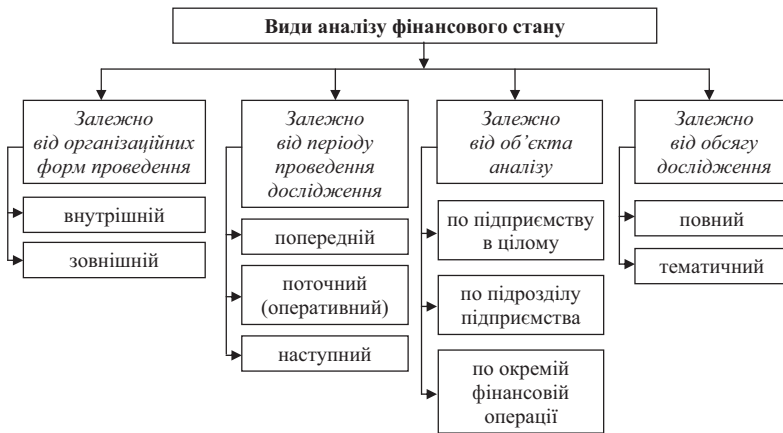 Види аналізу фінансового стану
Залежно
від організаційних
форм проведення
внутрішній
зовнішній
Залежно
від періоду
проведення
дослідження
попередній
поточний
(оперативний)
наступний
Залежно
від об’єкта
аналізу
по підприємству
в цілому
по підрозділу
підприємства
по окремій
фінансовій
операції
Залежно
від обсягу
дослідження
повний
тематичний